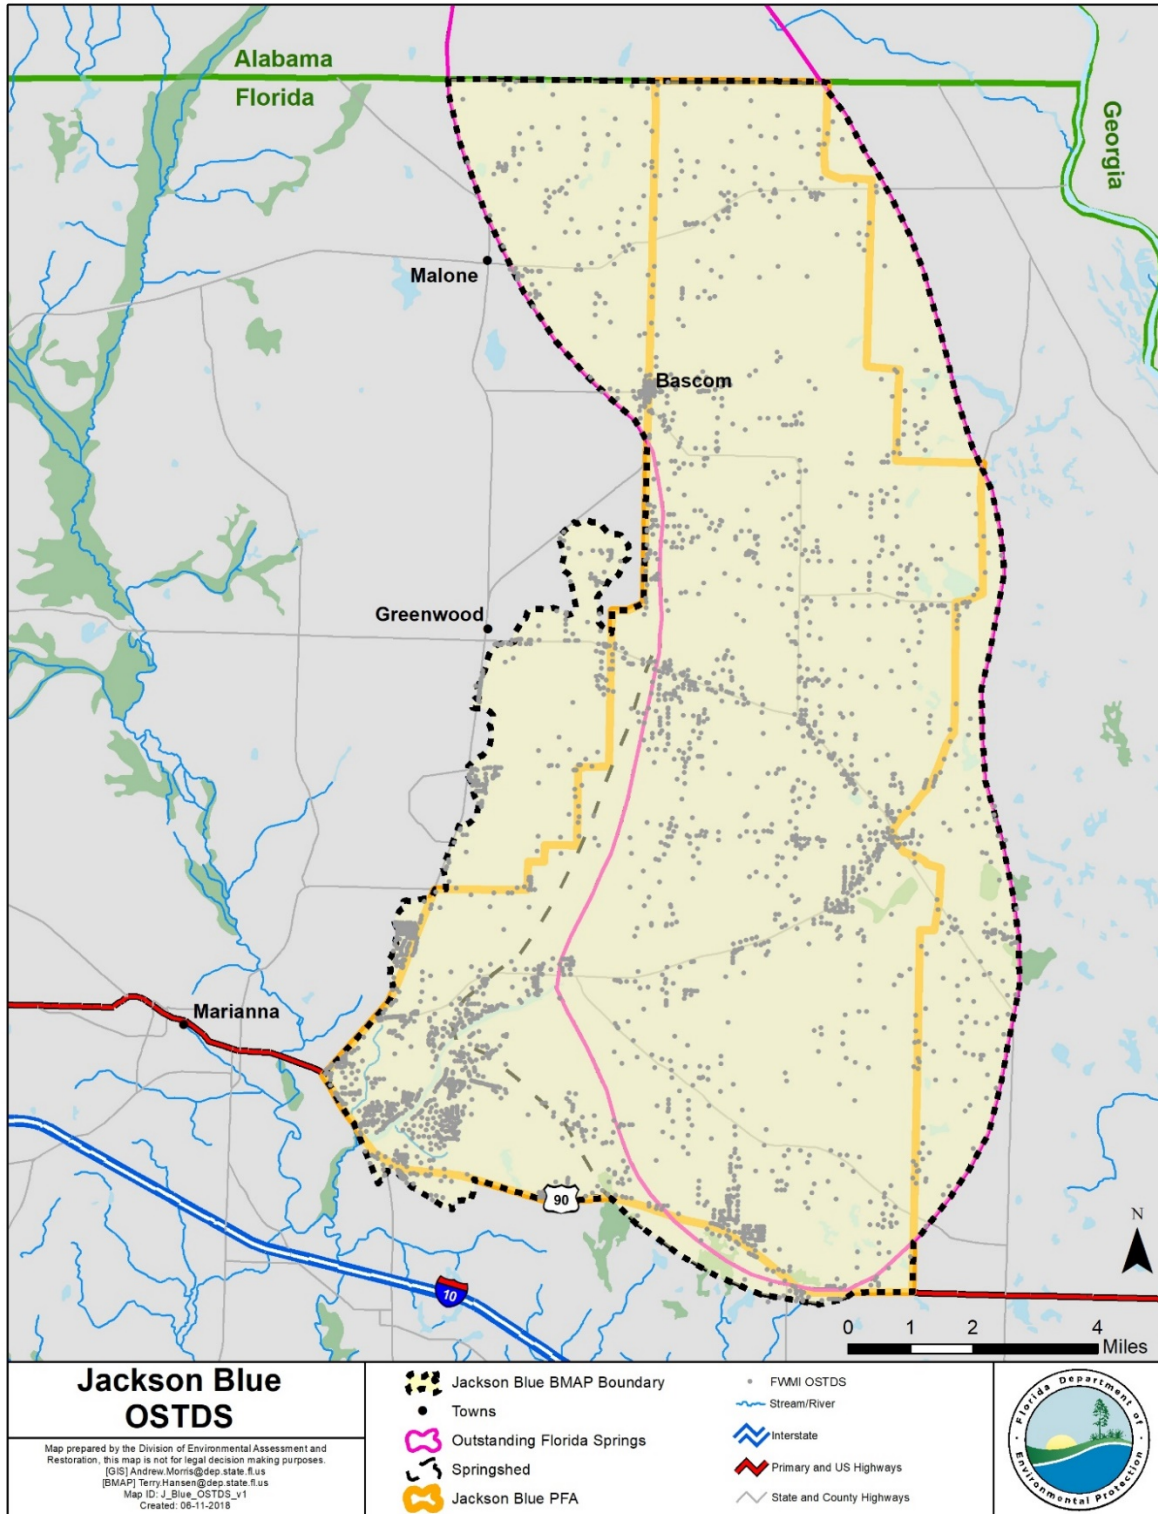 Alabama
Florida
Georgia
Malone
Bascom
Greenwood
Marianna
90
10
N
0 1 2 4
Miles
Jackson Blue
OSTDS
Map prepared by the Division of Environmental Assessment and
Restoration, this map is not for legal decision making purposes.
[GIS] Andrew.Morris@dep.state.fl.us
[BMAP] Terry.Hansen@dep.state.fl.us
Map ID: J_Blue_OSTDS_v1
Created: 06-11-2018
Jackson Blue BMAP Boundary
Towns
Outstanding Florida Springs
Springshed
Jackson Blue PFA
FWMI OSTDS
Stream/River
Interstate
Primary and US Highways
State and County Highways
Florida Department of
Environmental Protection